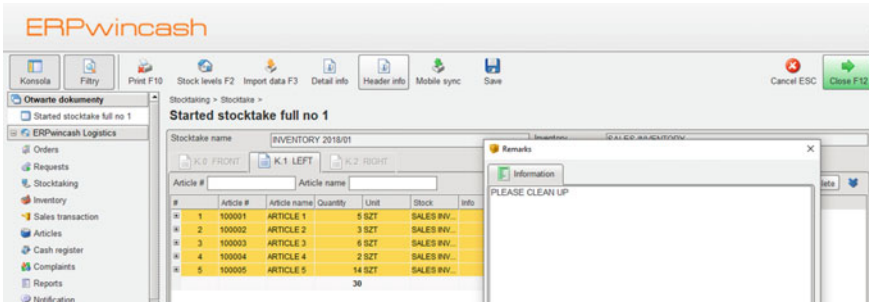 ERPwincash
Konsola
Filtry
Print F10
Stock levels F2
Import data F3
Detail info
Header info
Mobile sync
Save
Cancel ESC
Close F12
Otwarte dokumenty
Started stocktake full no 1
ERPwincash Logistics
Orders
Requests
Stocktaking
Inventory
Sales transaction
Articles
Cash register
Complaints
Reports
Notification
Stocktaking > Stocktake >
Started stocktake full no 1
Stocktake name INVENTORY 2018/01 Inventory SALES INVENTORY
K.0 FRONT K.1 LEFT K.2 RIGHT
Article # Article name
# Article # Article name Quantity Unit Stock Info
1 100001 ARTICLE 1 5 SZT SALES INV...
2 100002 ARTICLE 2 3 SZT SALES INV...
3 100003 ARTICLE 3 6 SZT SALES INV...
4 100004 ARTICLE 4 2 SZT SALES INV...
5 100005 ARTICLE 5 14 SZT SALES INV...
30
Remarks
Information
PLEASE CLEAN UP